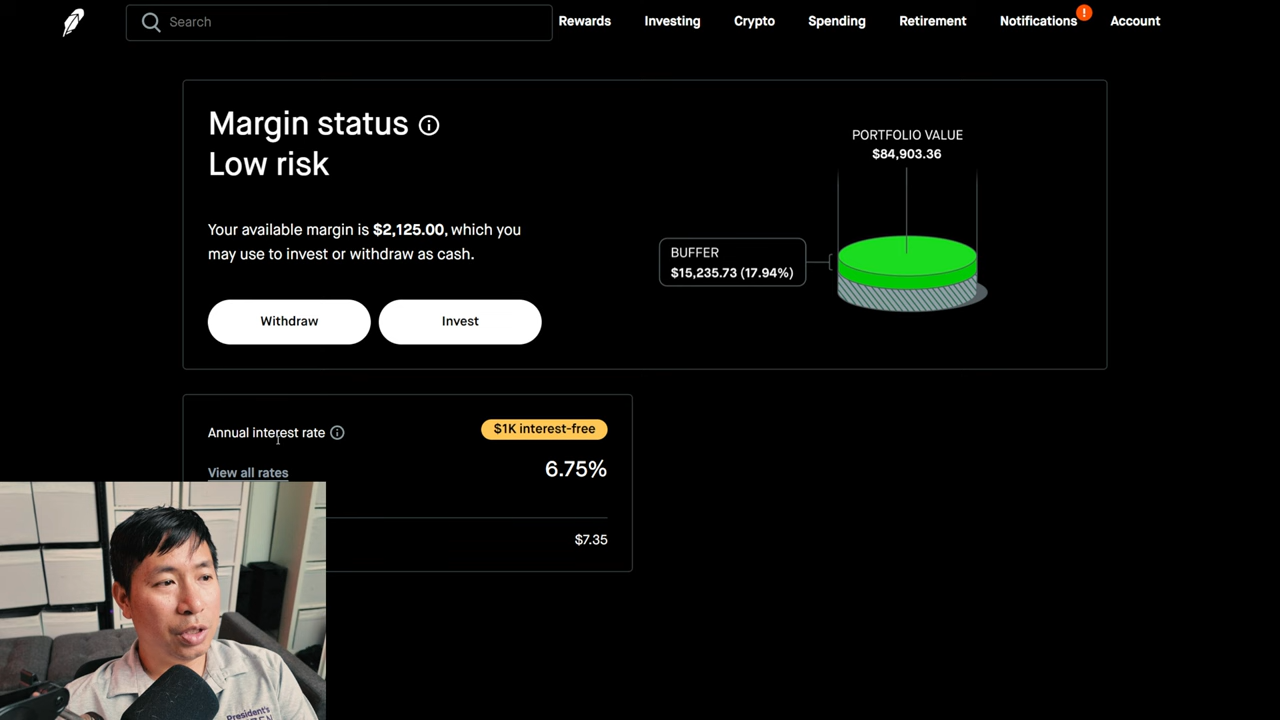 Search
Rewards
Investing
Crypto
Spending
Retirement
Notifications
!
Account
Margin status
Low risk
Your available margin is $2,125.00, which you
may use to invest or withdraw as cash.
Withdraw
Invest
PORTFOLIO VALUE
$84,903.36
BUFFER
$15,235.73 (17.94%)
Annual interest rate
$1K interest-free
View all rates
6.75%
$7.35
President's